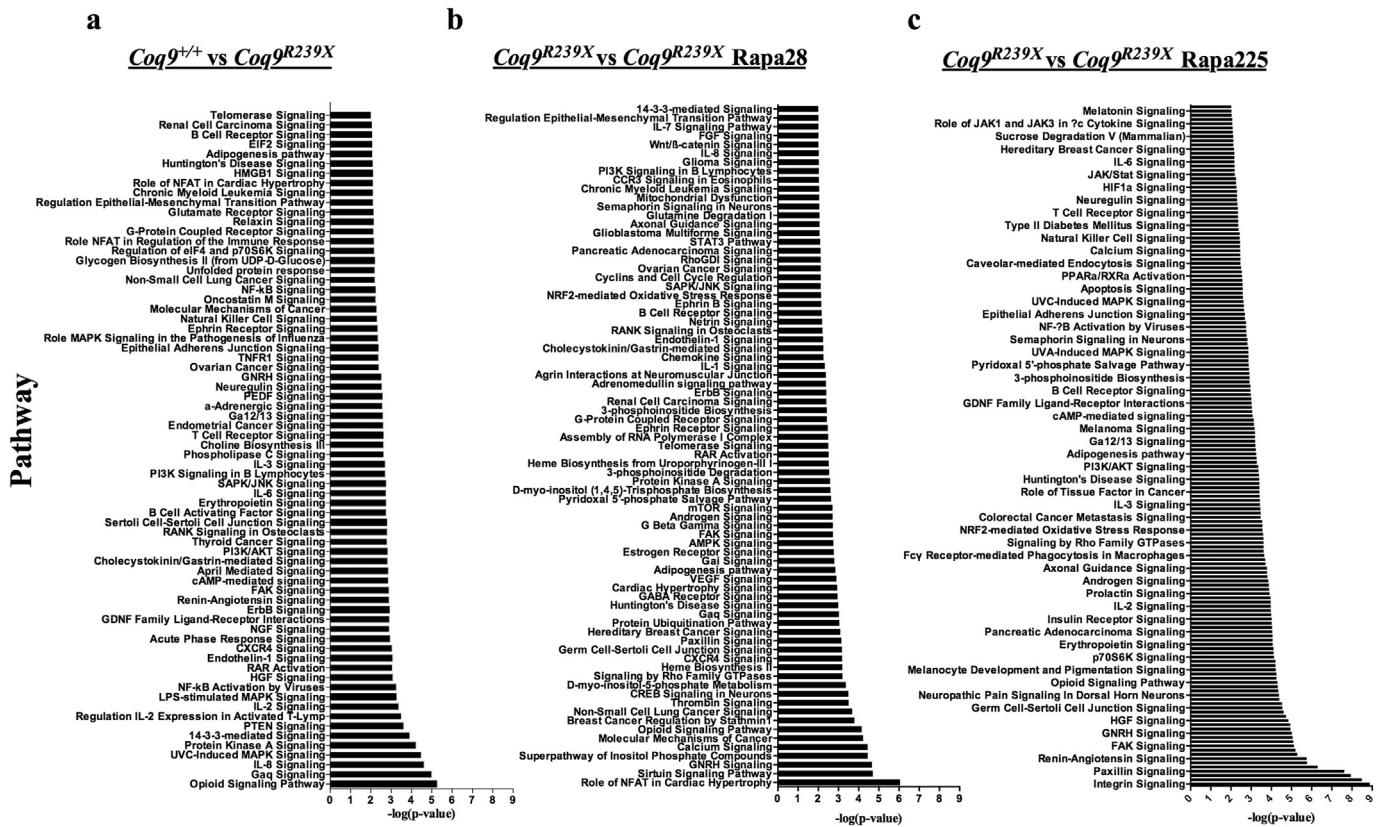 a
Coq9+/+ vs Coq9R239X
Telomerase Signaling
Renal Cell Carcinoma Signaling
B Cell Receptor Signaling
EIF2 Signaling
Adipogenesis pathway
Huntington's Disease Signaling
HMGB1 Signaling
Role of NFAT in Cardiac Hypertrophy
Chronic Myeloid Leukemia Signaling
Regulation Epithelial-Mesenchymal Transition Pathway
Glutamate Receptor Signaling
Relaxin Signaling
G-Protein Coupled Receptor Signaling
Role NFAT in Regulation of the Immune Response
Regulation of eIF4 and p70S6K Signaling
Glycogen Biosynthesis II (from UDP-D-Glucose)
Unfolded protein response
Non-Small Cell Lung Cancer Signaling
NF-kB Signaling
Oncostatin M Signaling
Molecular Mechanisms of Cancer
Natural Killer Cell Signaling
Ephrin Receptor Signaling
Role MAPK Signaling in the Pathogenesis of Influenza
Epithelial Adherens Junction Signaling
TNFR1 Signaling
Ovarian Cancer Signaling
GNRH Signaling
Neuregulin Signaling
PEDF Signaling
a-Adrenergic Signaling
Ga12/13 Signaling
Endometrial Cancer Signaling
T Cell Receptor Signaling
Choline Biosynthesis III
Phospholipase C Signaling
IL-3 Signaling
PI3K Signaling in B Lymphocytes
SAPK/JNK Signaling
IL-6 Signaling
Erythropoietin Signaling
B Cell Activating Factor Signaling
Sertoli Cell-Sertoli Cell Junction Signaling
RANK Signaling in Osteoclasts
Thyroid Cancer Signaling
PI3K/AKT Signaling
Cholecystokinin/Gastrin-mediated Signaling
April Mediated Signaling
cAMP-mediated signaling
FAK Signaling
Renin-Angiotensin Signaling
ErbB Signaling
GDNF Family Ligand-Receptor Interactions
NGF Signaling
Acute Phase Response Signaling
CXCR4 Signaling
Endothelin-1 Signaling
RAR Activation
HGF Signaling
NF-kB Activation by Viruses
LPS-stimulated MAPK Signaling
IL-2 Signaling
Regulation IL-2 Expression in Activated T-Lymp
PTEN Signaling
14-3-3-mediated Signaling
Protein Kinase A Signaling
UVC-Induced MAPK Signaling
IL-8 Signaling
Gaq Signaling
Opioid Signaling Pathway
0 1 2 3 4 5 6 7 8 9
-log(p-value)
Pathway
b
Coq9R239X vs Coq9R239X Rapa28
14-3-3-mediated Signaling
Regulation Epithelial-Mesenchymal Transition Pathway
IL-7 Signaling Pathway
FGF Signaling
Wnt/ß-catenin Signaling
IL-8 Signaling
Glioma Signaling
PI3K Signaling in B Lymphocytes
CCR3 Signaling in Eosinophils
Chronic Myeloid Leukemia Signaling
Mitochondrial Dysfunction
Semaphorin Signaling in Neurons
Glutamine Degradation I
Axonal Guidance Signaling
Glioblastoma Multiforme Signaling
STAT3 Pathway
Pancreatic Adenocarcinoma Signaling
RhoGDI Signaling
Ovarian Cancer Signaling
Cyclins and Cell Cycle Regulation
SAPK/JNK Signaling
NRF2-mediated Oxidative Stress Response
Ephrin B Signaling
B Cell Receptor Signaling
Netrin Signaling
RANK Signaling in Osteoclasts
Endothelin-1 Signaling
Cholecystokinin/Gastrin-mediated Signaling
Chemokine Signaling
IL-1 Signaling
Agrin Interactions at Neuromuscular Junction
Adrenomedullin signaling pathway
ErbB Signaling
Renal Cell Carcinoma Signaling
3-phosphoinositide Biosynthesis
G-Protein Coupled Receptor Signaling
Ephrin Receptor Signaling
Assembly of RNA Polymerase I Complex
Telomerase Signaling
RAR Activation
Heme Biosynthesis from Uroporphyrinogen-III I
3-phosphoinositide Degradation
Protein Kinase A Signaling
D-myo-inositol (1,4,5)-Trisphosphate Biosynthesis
Pyridoxal 5'-phosphate Salvage Pathway
mTOR Signaling
Androgen Signaling
G Beta Gamma Signaling
FAK Signaling
AMPK Signaling
Estrogen Receptor Signaling
Gai Signaling
Adipogenesis pathway
VEGF Signaling
Cardiac Hypertrophy Signaling
GABA Receptor Signaling
Huntington's Disease Signaling
Gaq Signaling
Protein Ubiquitination Pathway
Hereditary Breast Cancer Signaling
Paxillin Signaling
Germ Cell-Sertoli Cell Junction Signaling
CXCR4 Signaling
Heme Biosynthesis II
Signaling by Rho Family GTPases
D-myo-inositol-5-phosphate Metabolism
CREB Signaling in Neurons
Thrombin Signaling
Non-Small Cell Lung Cancer Signaling
Breast Cancer Regulation by Stathmin1
Opioid Signaling Pathway
Molecular Mechanisms of Cancer
Calcium Signaling
Superpathway of Inositol Phosphate Compounds
GNRH Signaling
Sirtuin Signaling Pathway
Role of NFAT in Cardiac Hypertrophy
0 1 2 3 4 5 6 7 8 9
-log(p-value)
c
Coq9R239X vs Coq9R239X Rapa225
Melatonin Signaling
Role of JAK1 and JAK3 in ?c Cytokine Signaling
Sucrose Degradation V (Mammalian)
Hereditary Breast Cancer Signaling
IL-6 Signaling
JAK/Stat Signaling
HIF1a Signaling
Neuregulin Signaling
T Cell Receptor Signaling
Type II Diabetes Mellitus Signaling
Natural Killer Cell Signaling
Calcium Signaling
Caveolar-mediated Endocytosis Signaling
PPARa/RXRa Activation
Apoptosis Signaling
UVC-Induced MAPK Signaling
Epithelial Adherens Junction Signaling
NF-?B Activation by Viruses
Semaphorin Signaling in Neurons
UVA-Induced MAPK Signaling
Pyridoxal 5'-phosphate Salvage Pathway
3-phosphoinositide Biosynthesis
B Cell Receptor Signaling
GDNF Family Ligand-Receptor Interactions
cAMP-mediated signaling
Melanoma Signaling
Ga12/13 Signaling
Adipogenesis pathway
PI3K/AKT Signaling
Huntington's Disease Signaling
Role of Tissue Factor in Cancer
IL-3 Signaling
Colorectal Cancer Metastasis Signaling
NRF2-mediated Oxidative Stress Response
Signaling by Rho Family GTPases
Fcγ Receptor-mediated Phagocytosis in Macrophages
Axonal Guidance Signaling
Androgen Signaling
Prolactin Signaling
IL-2 Signaling
Insulin Receptor Signaling
Pancreatic Adenocarcinoma Signaling
Erythropoietin Signaling
p70S6K Signaling
Melanocyte Development and Pigmentation Signaling
Opioid Signaling Pathway
Neuropathic Pain Signaling In Dorsal Horn Neurons
Germ Cell-Sertoli Cell Junction Signaling
HGF Signaling
GNRH Signaling
FAK Signaling
Renin-Angiotensin Signaling
Paxillin Signaling
Integrin Signaling
0 1 2 3 4 5 6 7 8 9
-log(p-value)